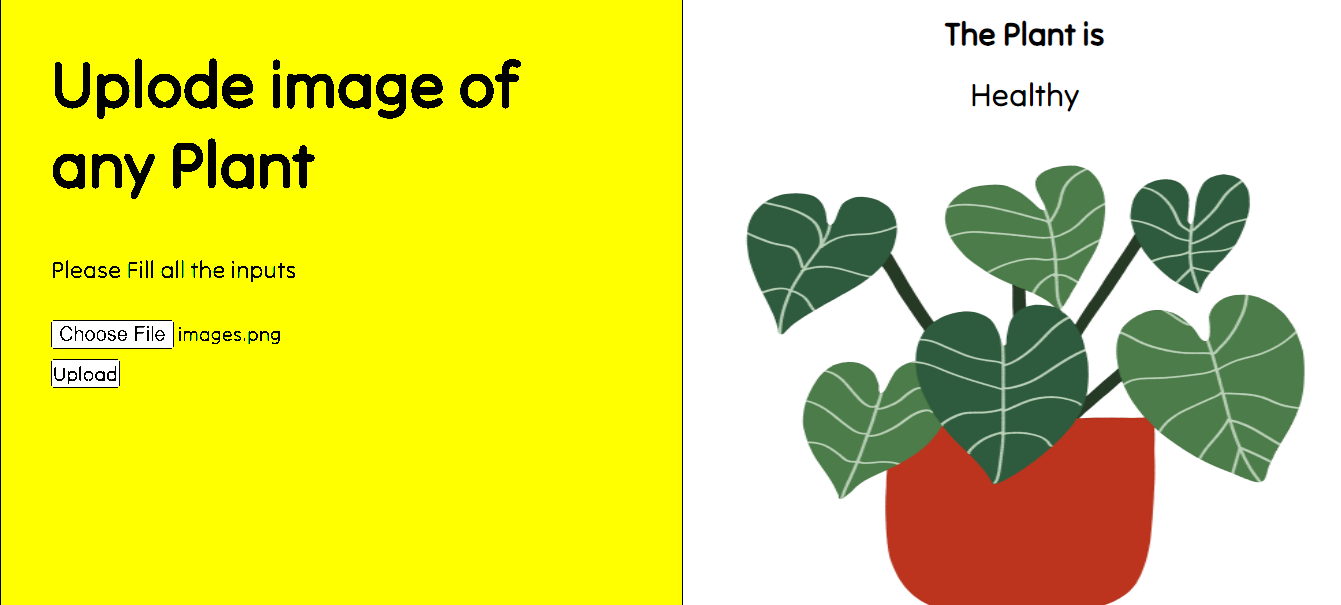 Uplode image of
any Plant
Please Fill all the inputs
Choose File images.png
Upload
The Plant is
Healthy